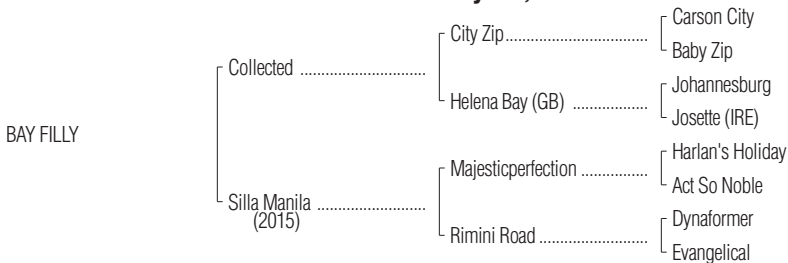 Carson City
City Zip
Baby Zip
Collected
Johannesburg
Helena Bay (GB)
Josette (IRE)
BAY FILLY
Harlan's Holiday
Majesticperfection
Act So Noble
Silla Manila
(2015)
Dynaformer
Rimini Road
Evangelical